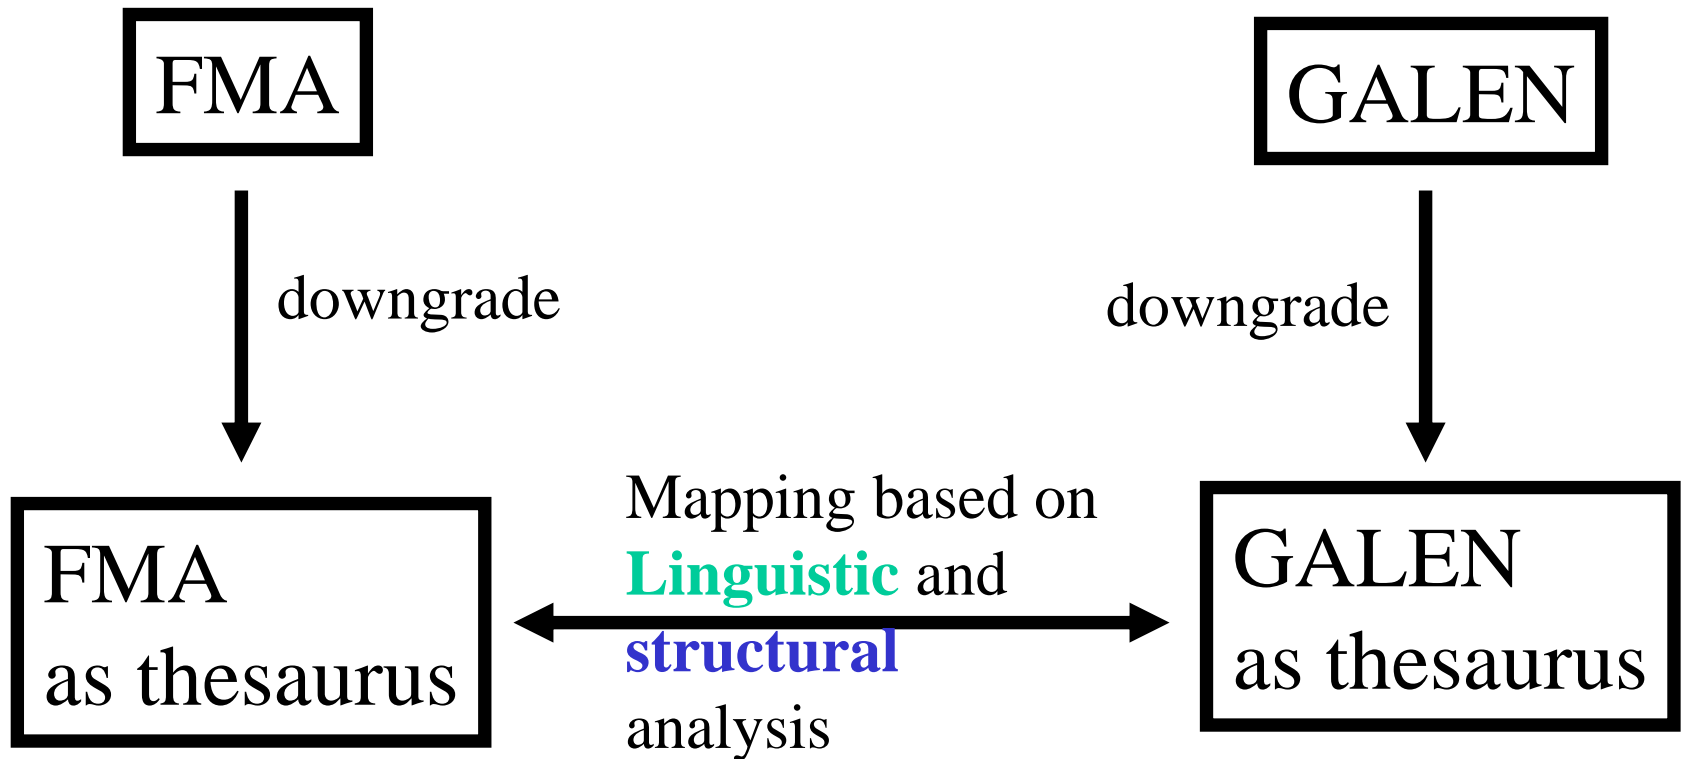 FMA
GALEN
downgrade
downgrade
Mapping based on
Linguistic and
structural
analysis
FMA
as thesaurus
GALEN
as thesaurus